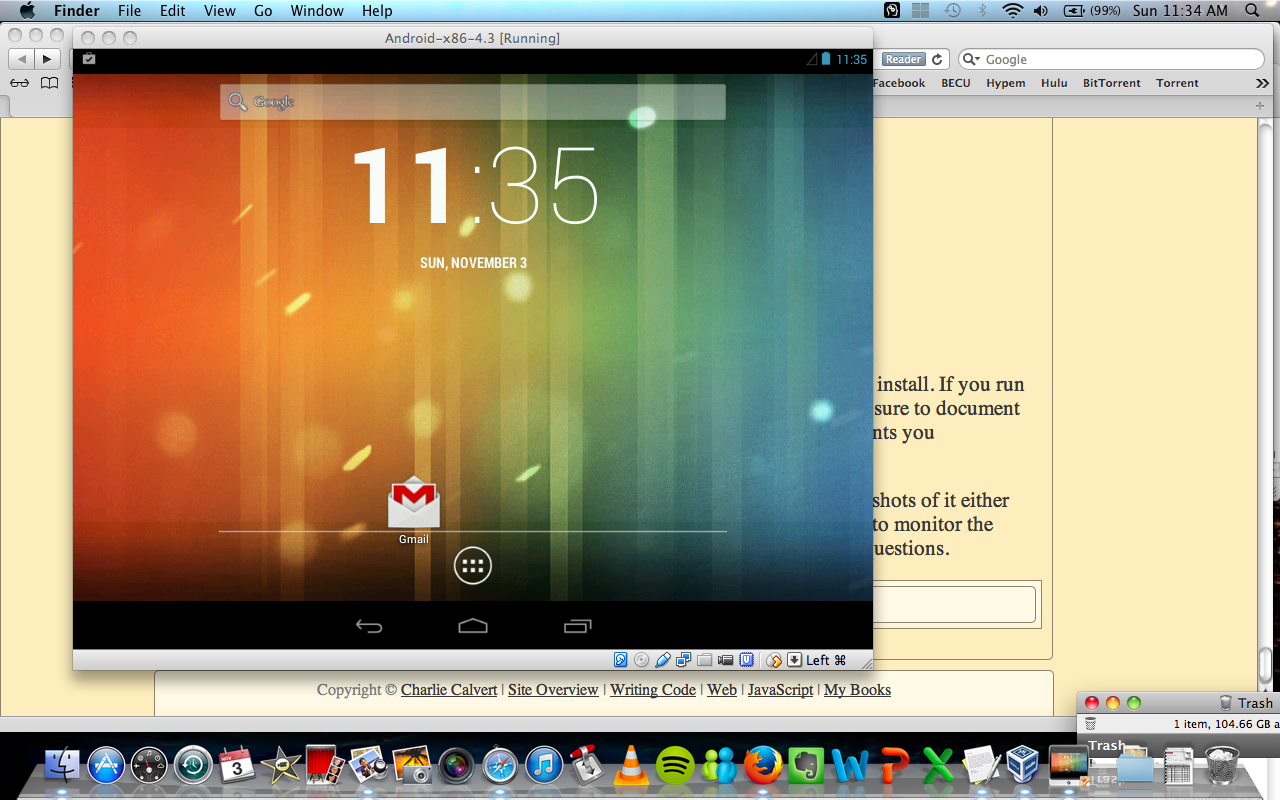 Finder File Edit View Go Window Help
(99%) Sun 11:34 AM
Android-x86-4.3 [Running]
11:35
Reader
Google
Facebook BECU Hypem Hulu BitTorrent Torrent
Google
11:35
SUN, NOVEMBER 3
install. If you run
sure to document
nts you
shots of it either
to monitor the
uestions.
Gmail
Left ⌘
Copyright © Charlie Calvert | Site Overview | Writing Code | Web | JavaScript | My Books
Trash
1 item, 104.66 GB a
Trash
NOV
3